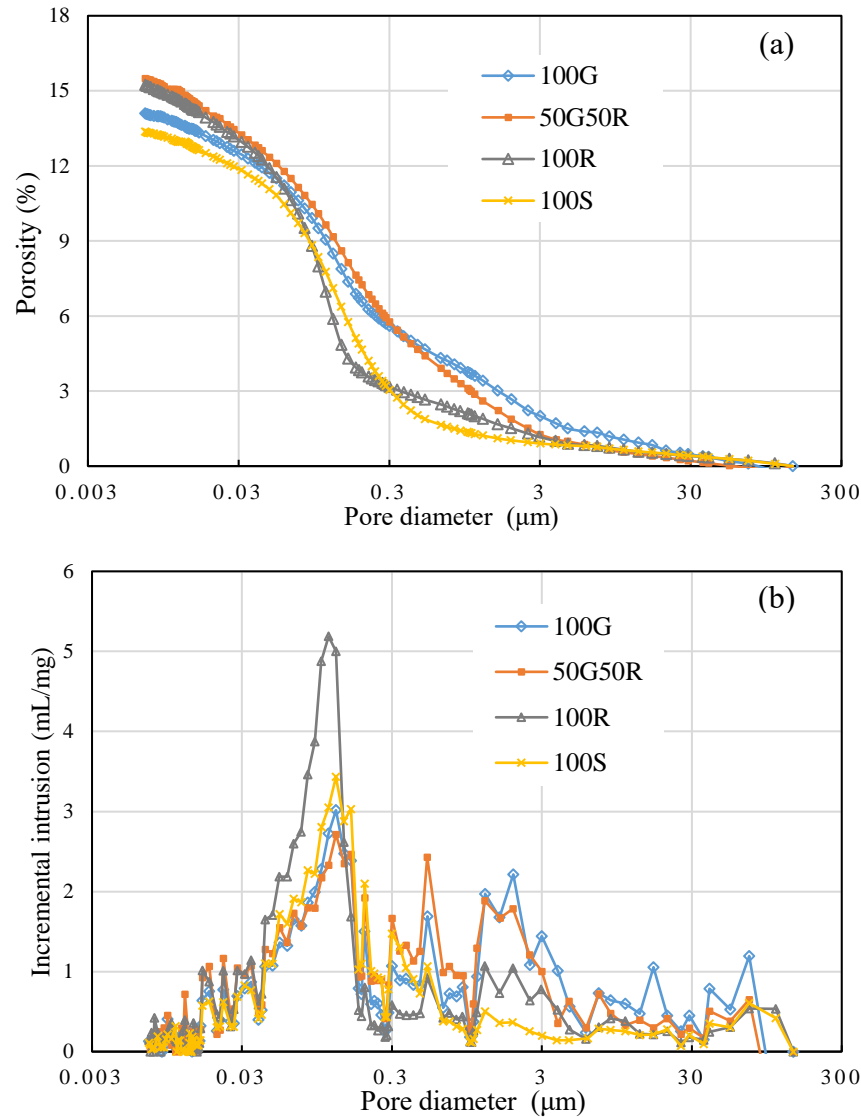 (a)
18
15
12
9
6
3
0
Porosity (%)
100G
50G50R
100R
100S
0.003
0.03
0.3
3
30
300
Pore diameter (μm)
(b)
6
5
4
3
2
1
0
Incremental intrusion (mL/mg)
100G
50G50R
100R
100S
0.003
0.03
0.3
3
30
300
Pore diameter (μm)